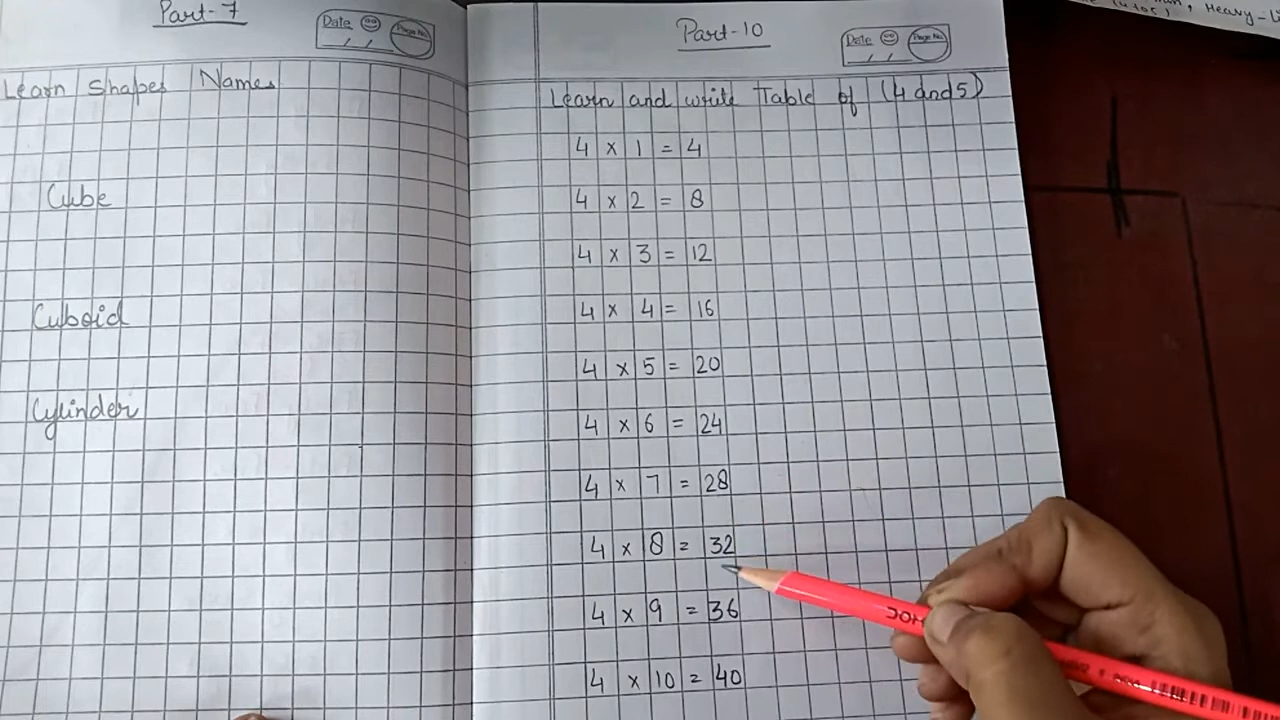 Part-7
Date
Page No.
Learn Shapes Names
Cube
Cuboid
Cylinder
Part-10
Date
Page No.
Learn and write Table of (4 and 5)
4 × 1 = 4
4 × 2 = 8
4 × 3 = 12
4 × 4 = 16
4 × 5 = 20
4 × 6 = 24
4 × 7 = 28
4 × 8 = 32
4 × 9 = 36
4 × 10 = 40
, Heavy-